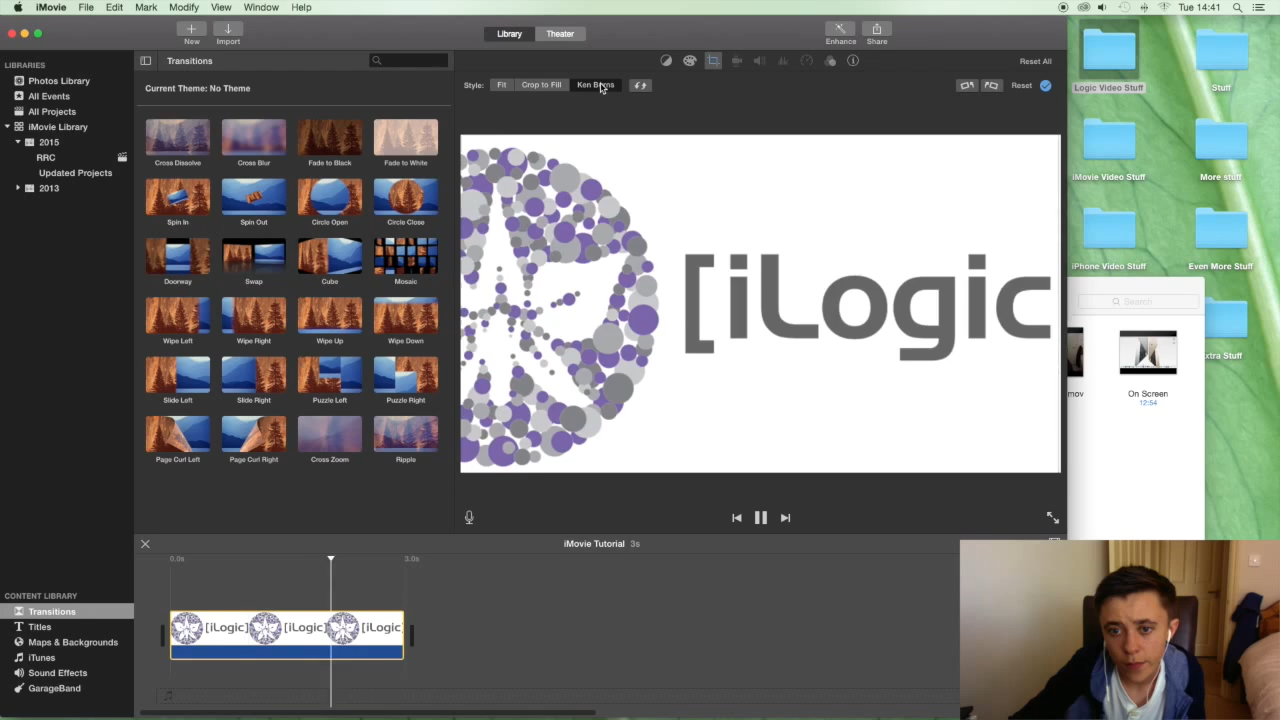 iMovie File Edit Mark Modify View Window Help Tue 14:41
New Import Library Theater Enhance Share
LIBRARIES Transitions Reset All
Photos Library
All Events
All Projects
iMovie Library
2015
RRC
Updated Projects
2013
Current Theme: No Theme
Style: Fit Crop to Fill Ken Burns Reset
Cross Dissolve Cross Blur Fade to Black Fade to White
Spin In Spin Out Circle Open Circle Close
Doorway Swap Cube Mosaic
Wipe Left Wipe Right Wipe Up Wipe Down
Slide Left Slide Right Puzzle Left Puzzle Right
Page Curl Left Page Curl Right Cross Zoom Ripple
[iLogic
Logic Video Stuff Stuff
iMovie Video Stuff More stuff
iPhone Video Stuff Even More Stuff
Search
xtra Stuff
mov On Screen
12:54
iMovie Tutorial 3s
0.0s 3.0s
[iLogic] [iLogic] [iLogic]
CONTENT LIBRARY
Transitions
Titles
Maps & Backgrounds
iTunes
Sound Effects
GarageBand